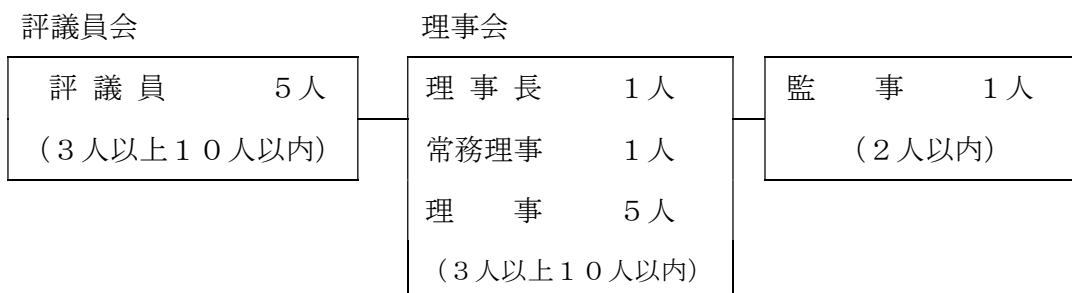 評議員会
評議員 5人
(3人以上10人以内)
理事会
理事長 1人
常務理事 1人
理事 5人
(3人以上10人以内)
監事 1人
(2人以内)